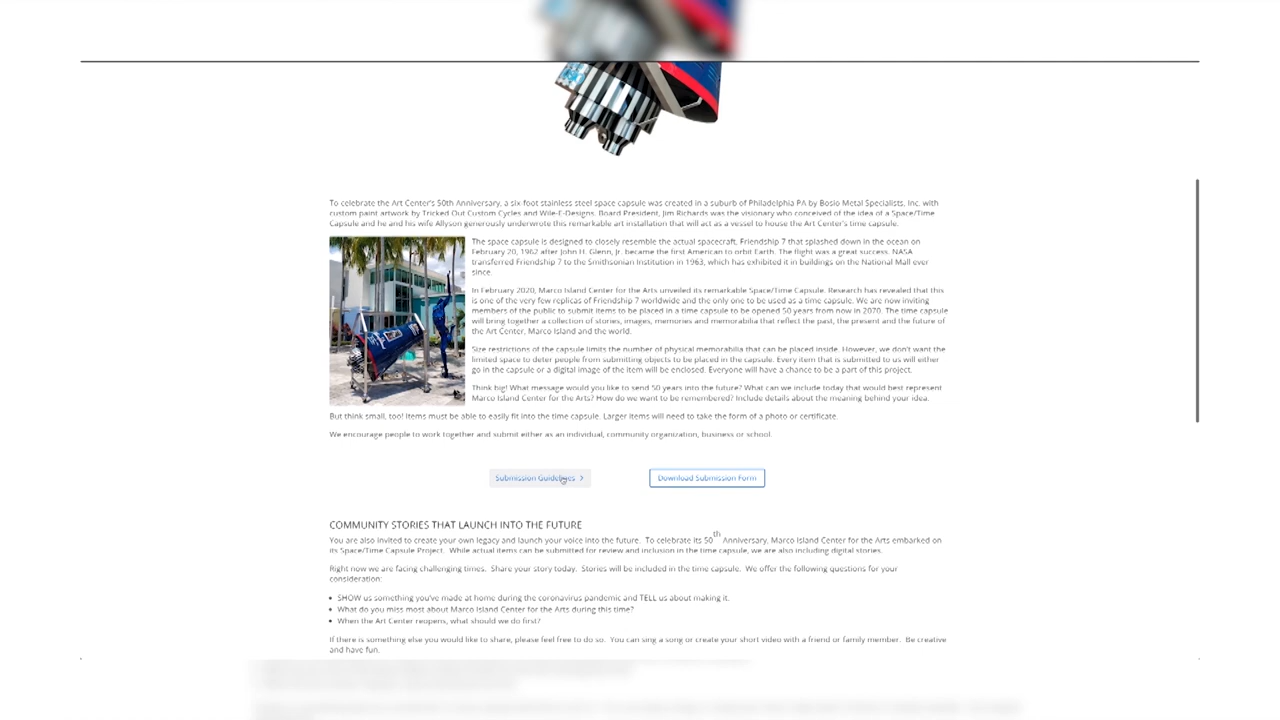 To celebrate the Art Center's 50th Anniversary, a six-foot stainless steel space capsule was created in a suburb of Philadelphia PA by Bosio Metal Specialists, Inc. with
custom paint artwork by Tricked Out Custom Cycles and Wile-E-Designs. Board President, Jim Richards was the visionary who conceived of the idea of a Space/Time
Capsule and he and his wife Allyson generously underwrote this remarkable art installation that will act as a vessel to house the Art Center's time capsule.
The space capsule is designed to closely resemble the actual spacecraft, Friendship 7 that splashed down in the ocean on
February 20, 1962 after John H. Glenn, Jr. became the first American to orbit Earth. The flight was a great success. NASA
transferred Friendship 7 to the Smithsonian Institution in 1963, which has exhibited it in buildings on the National Mall ever
since.
In February 2020, Marco Island Center for the Arts unveiled its remarkable Space/Time Capsule. Research has revealed that this
is one of the very few replicas of Friendship 7 worldwide and the only one to be used as a time capsule. We are now inviting
members of the public to submit items to be placed in a time capsule to be opened 50 years from now in 2070. The time capsule
will bring together a collection of stories, images, memories and memorabilia that reflect the past, the present and the future of
the Art Center, Marco Island and the world.
Size restrictions of the capsule limits the number of physical memorabilia that can be placed inside. However, we don't want the
limited space to deter people from submitting objects to be placed in the capsule. Every item that is submitted to us will either
go in the capsule or a digital image of the item will be enclosed. Everyone will have a chance to be a part of this project.
Think big! What message would you like to send 50 years into the future? What can we include today that would best represent
Marco Island Center for the Arts? How do we want to be remembered? Include details about the meaning behind your idea.
But think small, too! Items must be able to easily fit into the time capsule. Larger items will need to take the form of a photo or certificate.
We encourage people to work together and submit either as an individual, community organization, business or school.
Submission Guidelines >
Download Submission Form
COMMUNITY STORIES THAT LAUNCH INTO THE FUTURE
You are also invited to create your own legacy and launch your voice into the future. To celebrate its 50th Anniversary, Marco Island Center for the Arts embarked on
its Space/Time Capsule Project. While actual items can be submitted for review and inclusion in the time capsule, we are also including digital stories.
Right now we are facing challenging times. Share your story today. Stories will be included in the time capsule. We offer the following questions for your
consideration:
• SHOW us something you've made at home during the coronavirus pandemic and TELL us about making it.
• What do you miss most about Marco Island Center for the Arts during this time?
• When the Art Center reopens, what should we do first?
If there is something else you would like to share, please feel free to do so. You can sing a song or create your short video with a friend or family member. Be creative
and have fun.